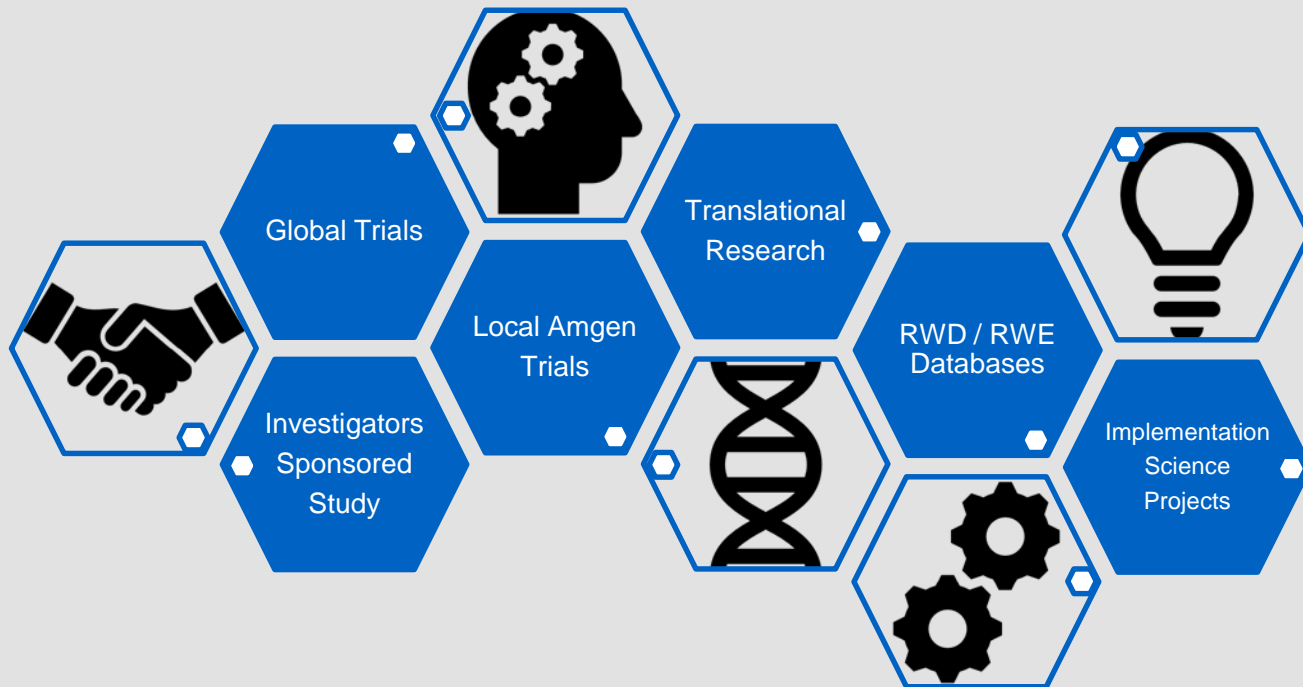 Global Trials
Investigators
Sponsored
Study
Local Amgen
Trials
Translational
Research
RWD / RWE
Databases
Implementation
Science
Projects